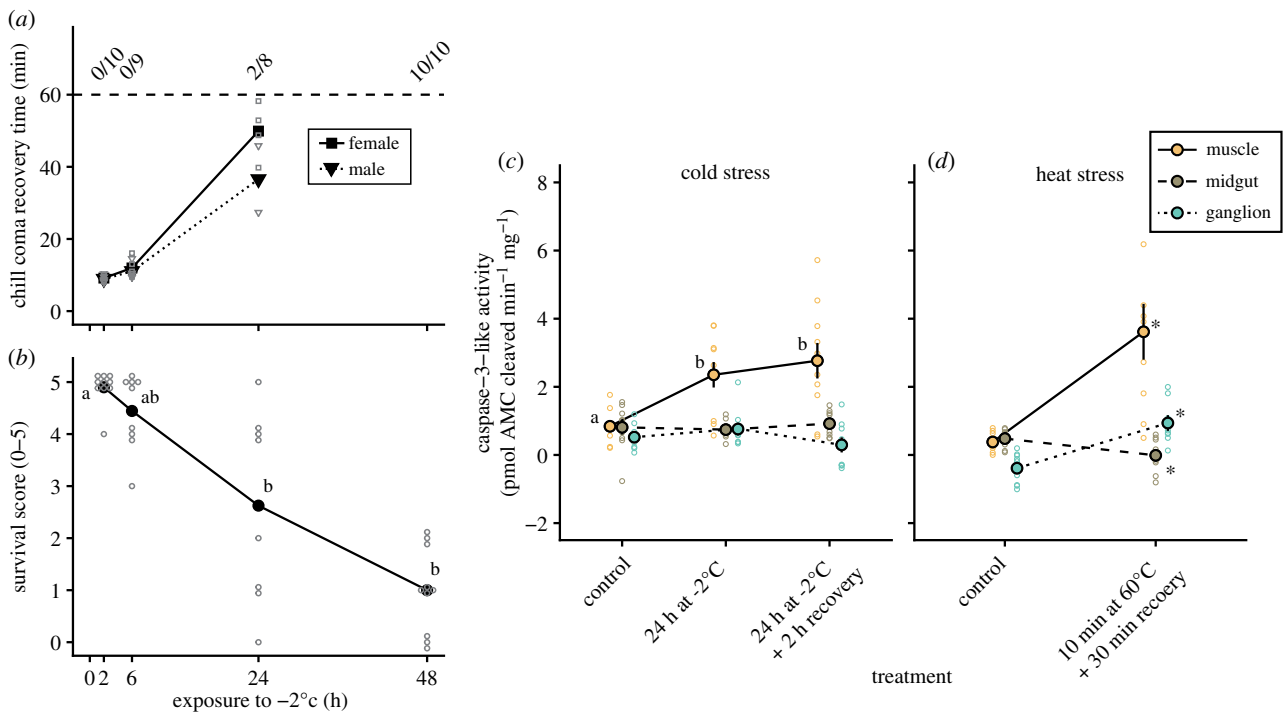 (a)
0/10
0/9
2/8
10/10
chill coma recovery time (min)
60
40
20
0
female
male
(b)
survival score (0–5)
5
4
3
2
1
0
a
ab
b
b
0 2 6 24 48
exposure to −2°c (h)
(c)
cold stress
caspase−3−like activity
(pmol AMC cleaved min−1 mg−1)
8
6
4
2
0
−2
a
b
b
control
24 h at -2°C
24 h at -2°C
+ 2 h recovery
(d)
heat stress
muscle
midgut
ganglion
*
*
*
control
10 min at 60°C
+ 30 min recoery
treatment